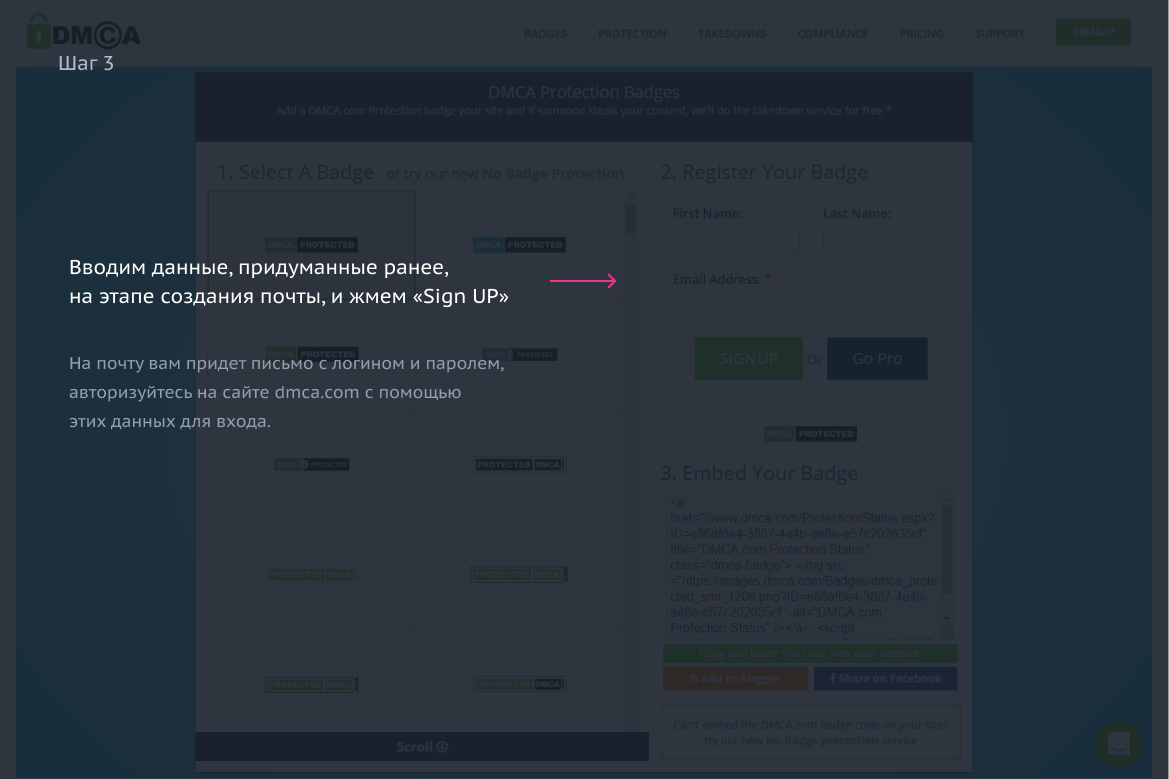 DMCA
BADGES PROTECTION TAKEDOWNS COMPLIANCE PRICING SUPPORT SIGNUP
Шаг 3
DMCA Protection Badges
Add a DMCA.com Protection badge your site and if someone steals your content, we'll do the takedown service for free *
1. Select A Badge or try our new No Badge Protection
DMCA PROTECTED
DMCA PROTECTED
Вводим данные, придуманные ранее,
на этапе создания почты, и жмем «Sign UP»
PROTECTED
PROTECTED
На почту вам придет письмо с логином и паролем,
авторизуйтесь на сайте dmca.com с помощью
этих данных для входа.
PROTECTED
PROTECTED DMCA
PROTECTED DMCA
PROTECTED DMCA
PROTECTED DMCA
PROTECTED DMCA
Scroll
2. Register Your Badge
First Name: Last Name:
Email Address: *
SIGNUP Or Go Pro
DMCA PROTECTED
3. Embed Your Badge
<a
href="//www.dmca.com/Protection/Status.aspx?
ID=e86af6e4-3887-4a4b-ae8e-e57c202635cf"
title="DMCA.com Protection Status"
class="dmca-badge"> <img src
="https://images.dmca.com/Badges/dmca_prote
cted_sml_120n.png?ID=e86af6e4-3887-4a4b-
ae8e-e57c202635cf" alt="DMCA.com
Protection Status" /></a> <script
Copy and paste this code into your website.
Add to Blogger
f Share on Facebook
Can't embed the DMCA.com badge code on your site?
try our new No Badge protection service.